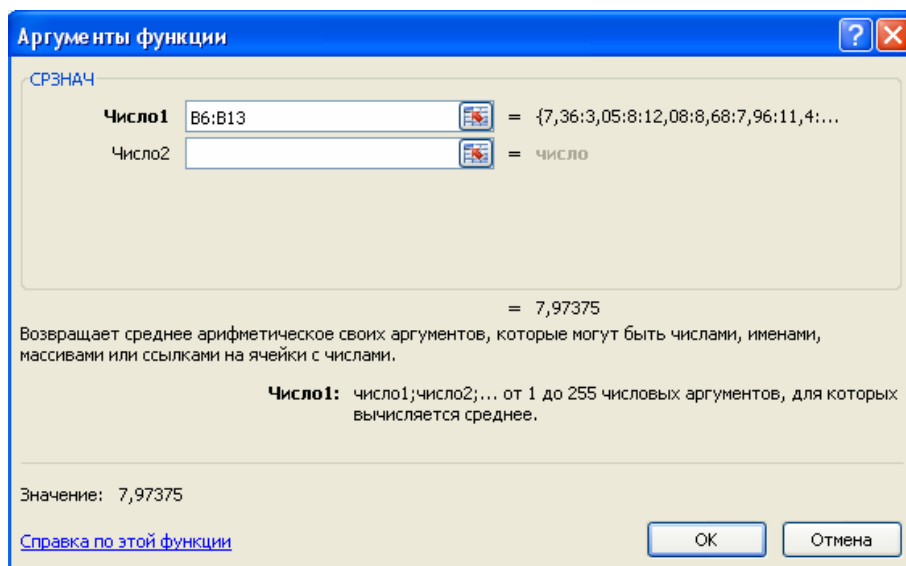 Аргументы функции
СРЗНАЧ
Число1 B6:B13 = {7,36:3,05:8:12,08:8,68:7,96:11,4:...
Число2 = число
= 7,97375
Возвращает среднее арифметическое своих аргументов, которые могут быть числами, именами,
массивами или ссылками на ячейки с числами.
Число1: число1;число2;... от 1 до 255 числовых аргументов, для которых
вычисляется среднее.
Значение: 7,97375
Справка по этой функции
ОК Отмена